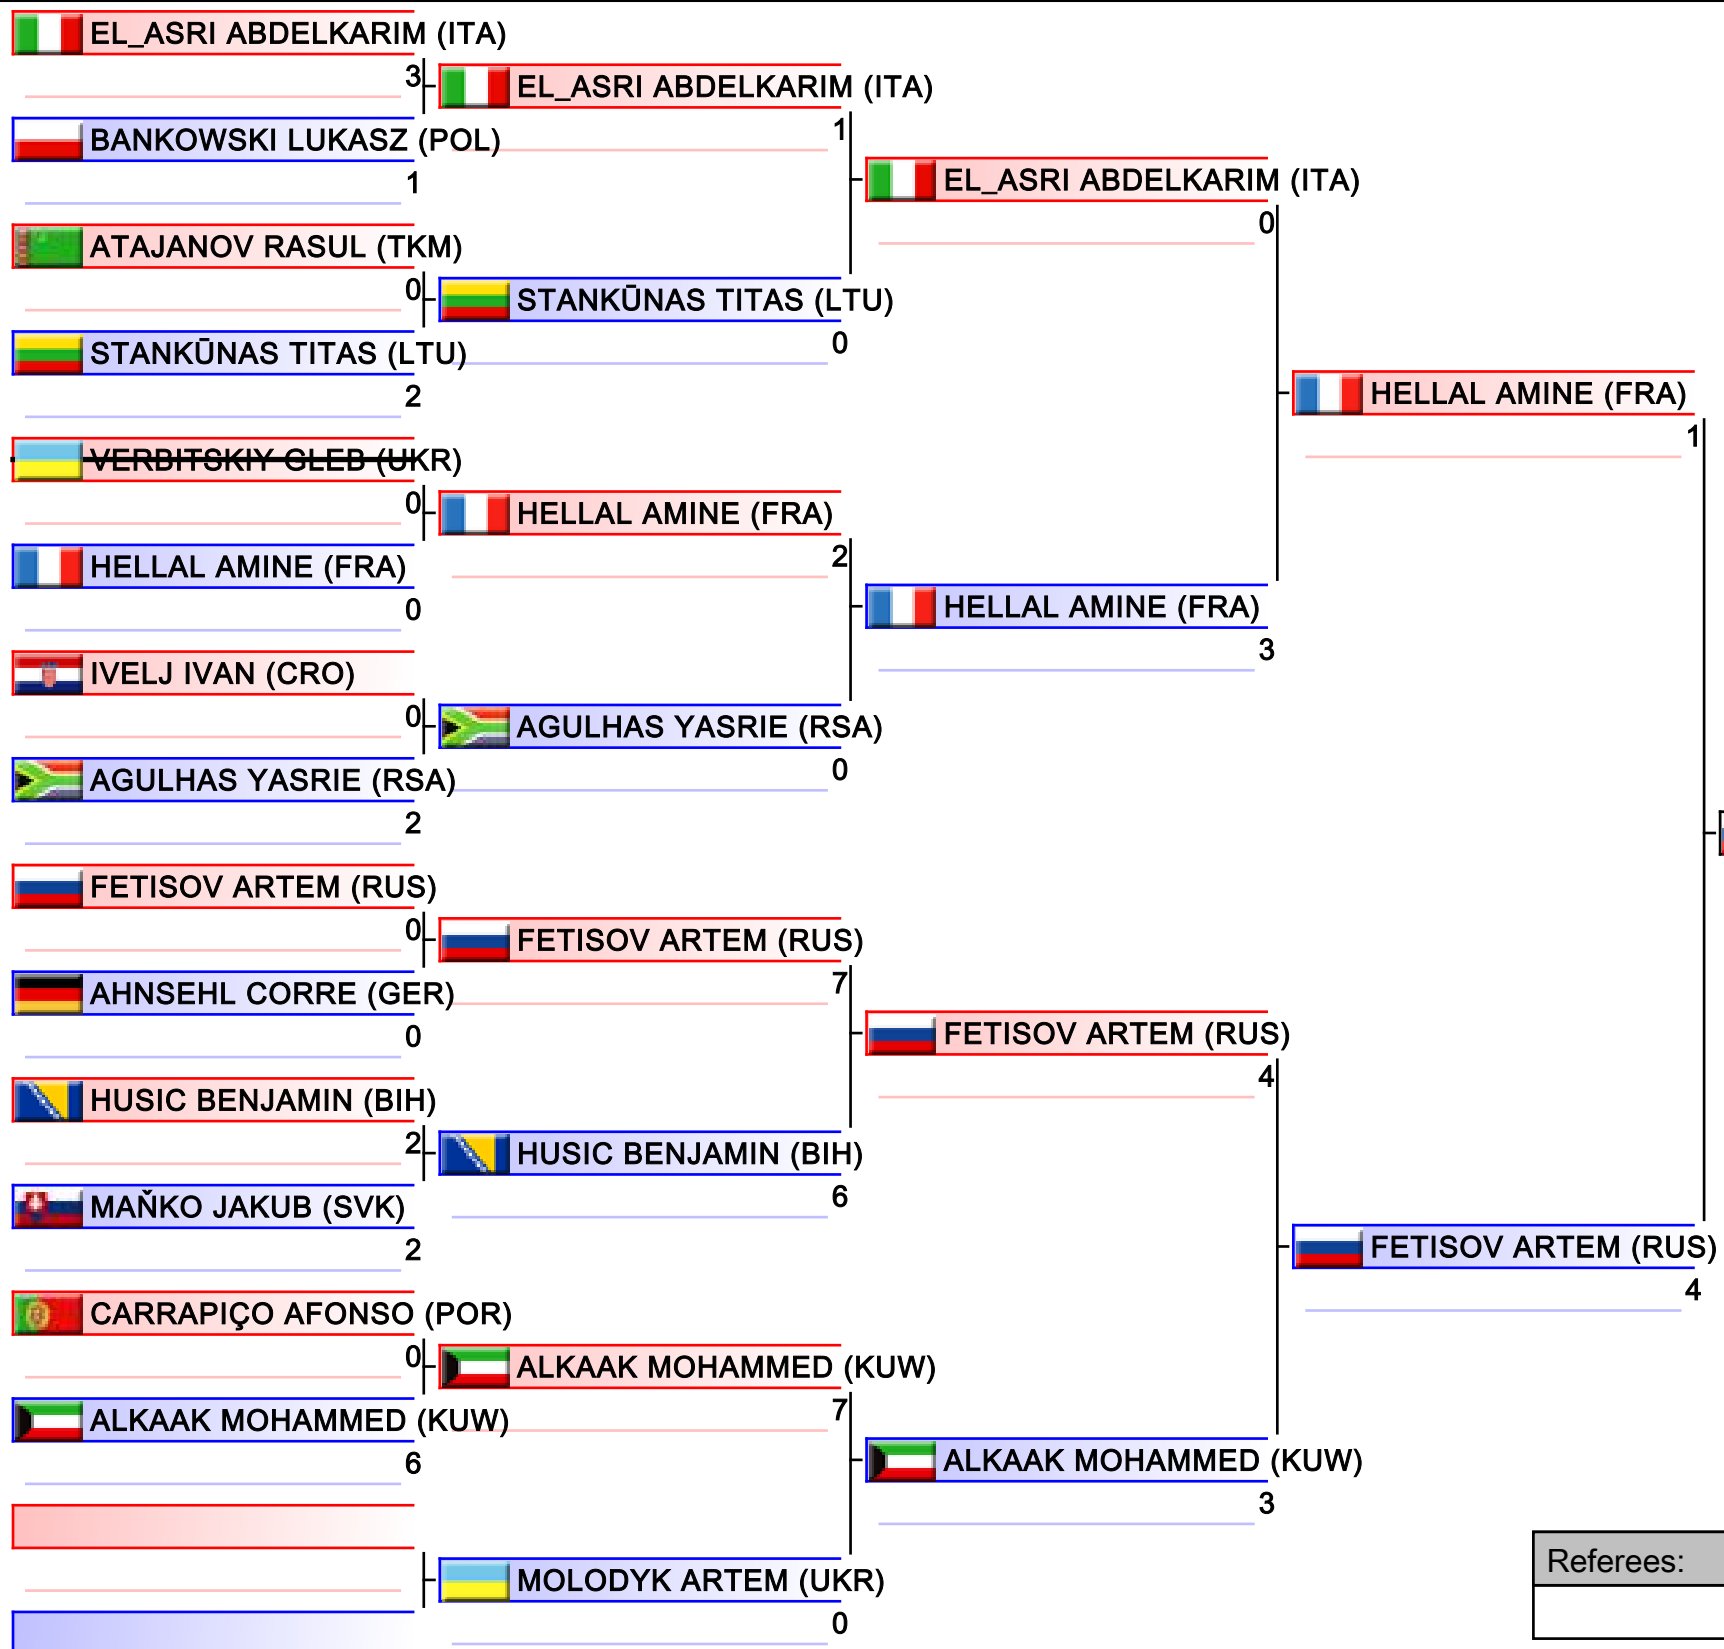 EL_ASRI ABDELKARIM (ITA)
3
EL_ASRI ABDELKARIM (ITA)
1
BANKOWSKI LUKASZ (POL)
1
EL_ASRI ABDELKARIM (ITA)
0
ATAJANOV RASUL (TKM)
0
STANKŪNAS TITAS (LTU)
0
STANKŪNAS TITAS (LTU)
2
HELLAL AMINE (FRA)
1
VERBITSKIY GLEB (UKR)
0
HELLAL AMINE (FRA)
2
HELLAL AMINE (FRA)
0
HELLAL AMINE (FRA)
3
IVELJ IVAN (CRO)
0
AGULHAS YASRIE (RSA)
0
AGULHAS YASRIE (RSA)
2
FETISOV ARTEM (RUS)
0
FETISOV ARTEM (RUS)
7
AHNSEHL CORRE (GER)
0
FETISOV ARTEM (RUS)
4
HUSIC BENJAMIN (BIH)
2
HUSIC BENJAMIN (BIH)
6
MAŇKO JAKUB (SVK)
2
FETISOV ARTEM (RUS)
4
CARRAPIÇO AFONSO (POR)
0
ALKAAK MOHAMMED (KUW)
7
ALKAAK MOHAMMED (KUW)
6
ALKAAK MOHAMMED (KUW)
3
MOLODYK ARTEM (UKR)
0
Referees: